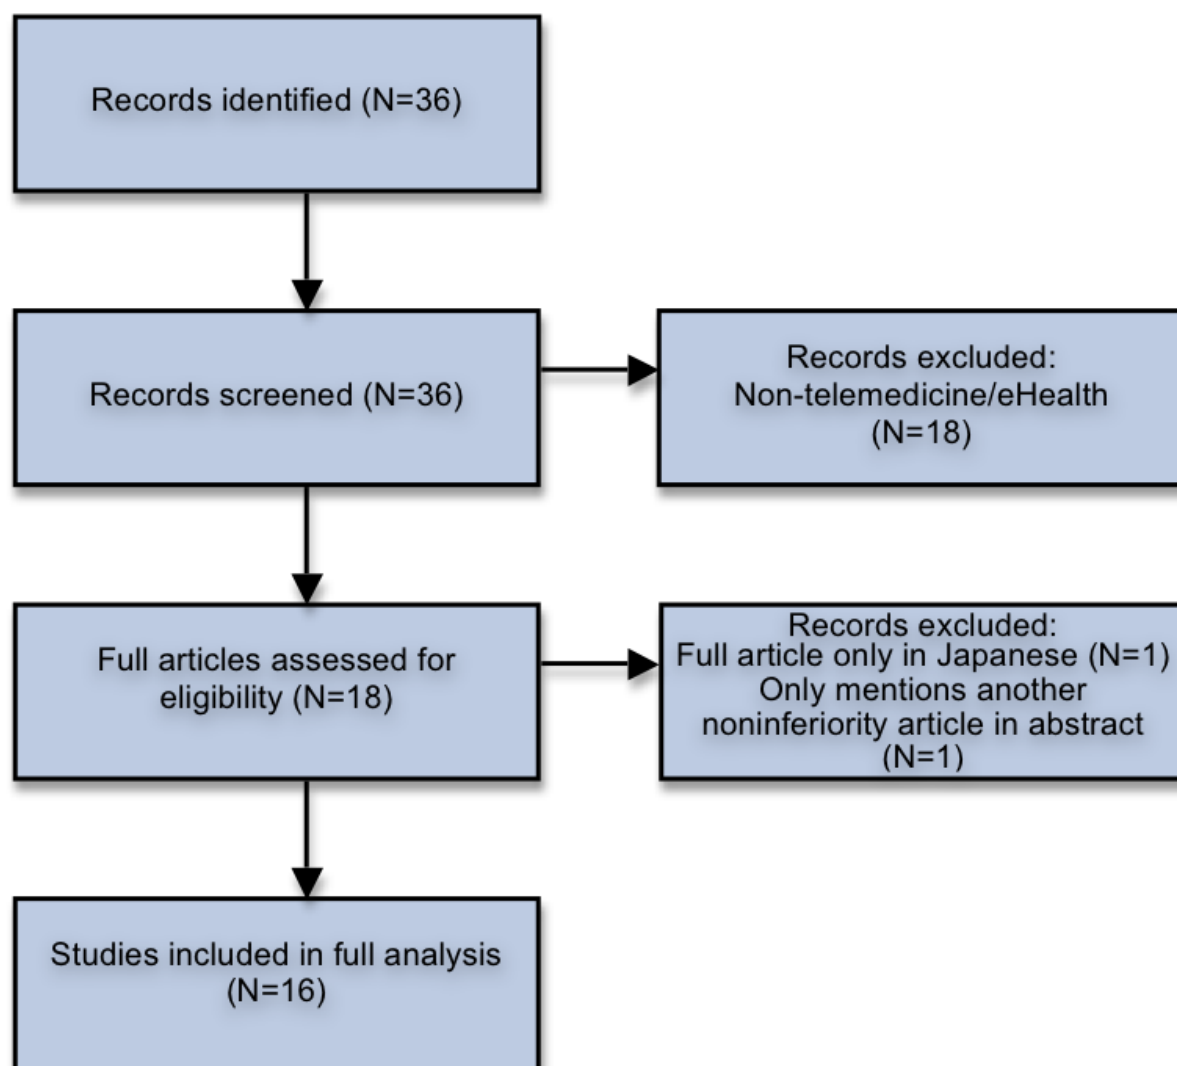 Records identified (N=36)
Records screened (N=36)
Records excluded:
Non-telemedicine/eHealth
(N=18)
Full articles assessed for
eligibility (N=18)
Records excluded:
Full article only in Japanese (N=1)
Only mentions another
noninferiority article in abstract
(N=1)
Studies included in full analysis
(N=16)